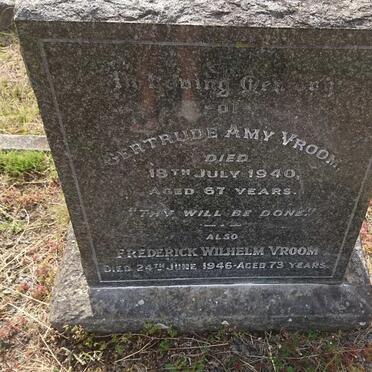 In Loving Memory
of
GERTRUDE AMY VROOM,
DIED
18TH JULY 1940,
AGED 67 YEARS.
"THY WILL BE DONE."
ALSO
FREDERICK WILHELM VROOM
DIED 24TH JUNE 1946-AGED 73 YEARS.